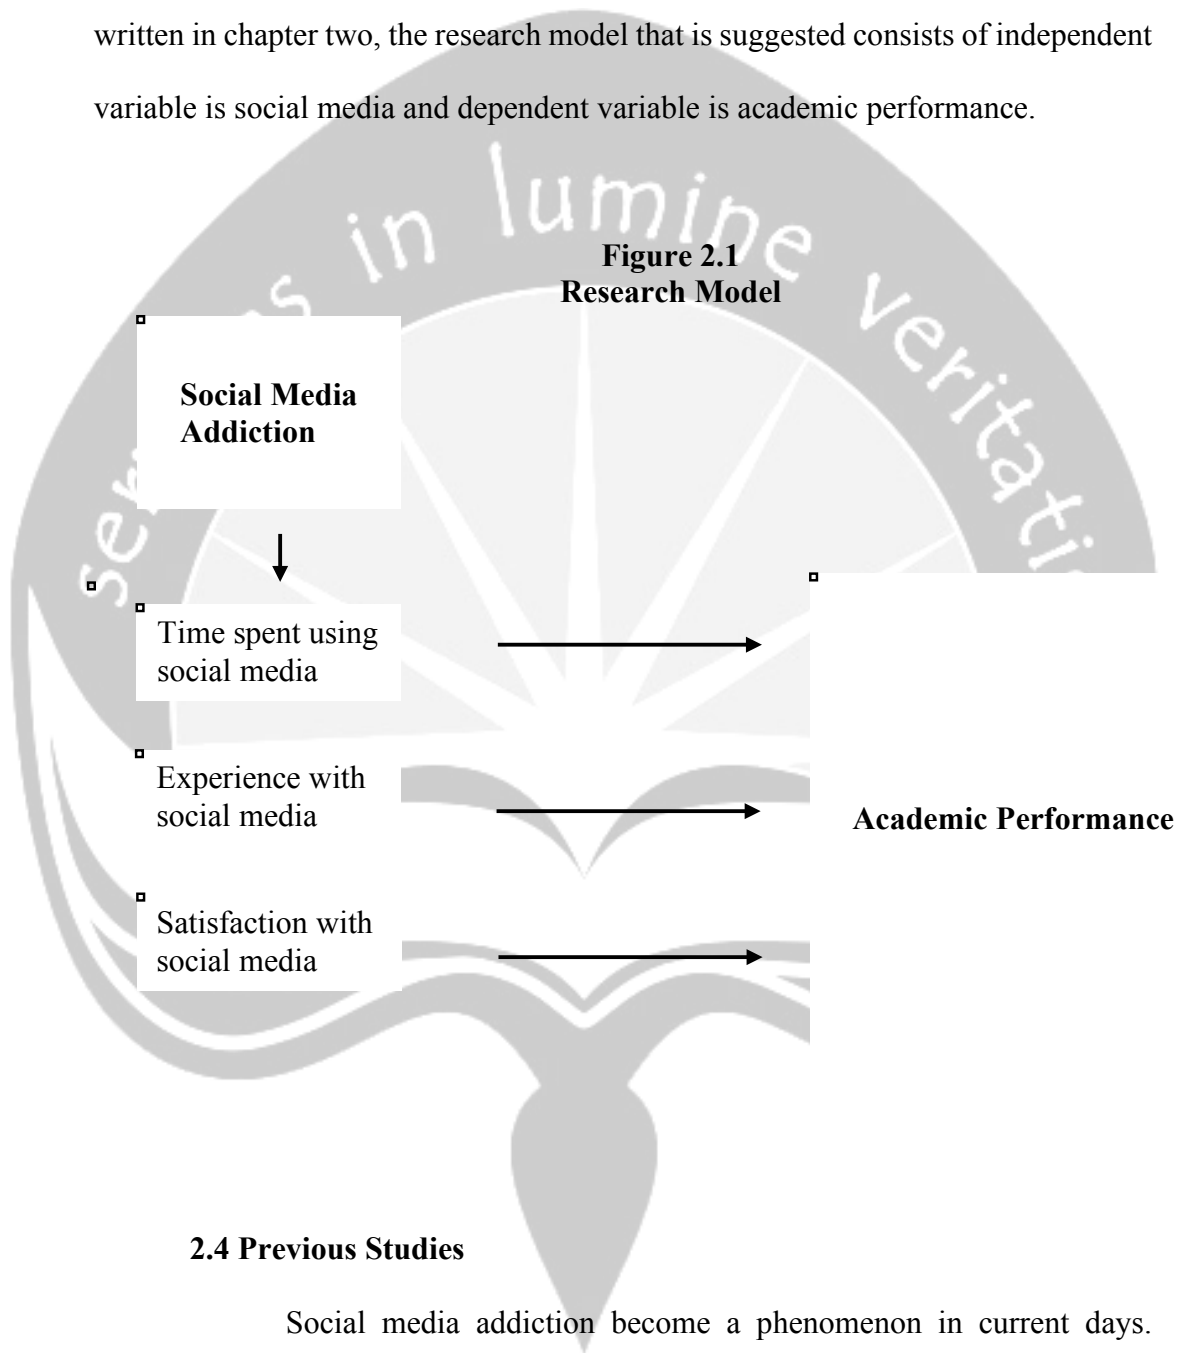 written in chapter two, the research model that is suggested consists of independent
variable is social media and dependent variable is academic performance.
in lumine veritatis
Figure 2.1
Research Model
Social Media
Addiction
Time spent using
social media
Experience with
social media
Satisfaction with
social media
Academic Performance
2.4 Previous Studies
Social media addiction become a phenomenon in current days.